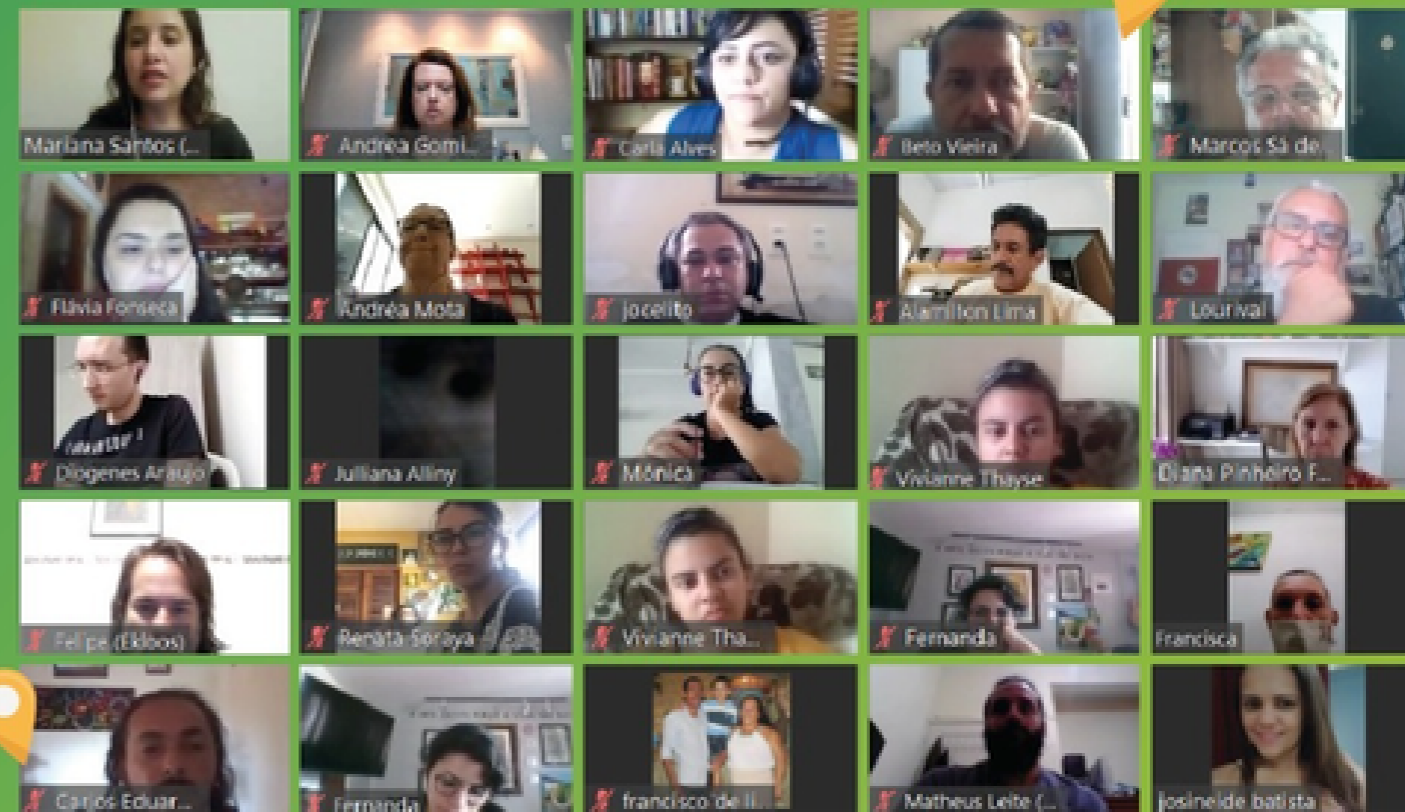 Mariana Santos (...
Andrea Gomi...
Carla Alves
Beto Vieira
Marcos Sá de...
Flávia Fonseca
Andréa Mota
jocelito
Alamilton Lima
Lourival
Diogenes Araujo
Julliana Alliny
Mônica
Vivianne Thayse
Diana Pinheiro F...
Felipe (Ekbos)
Renata Soraya
Vivianne Tha...
Fernanda
Francisca
Carlos Eduar...
Fernanda
francisco de li...
Matheus Leite (...
josineide batista